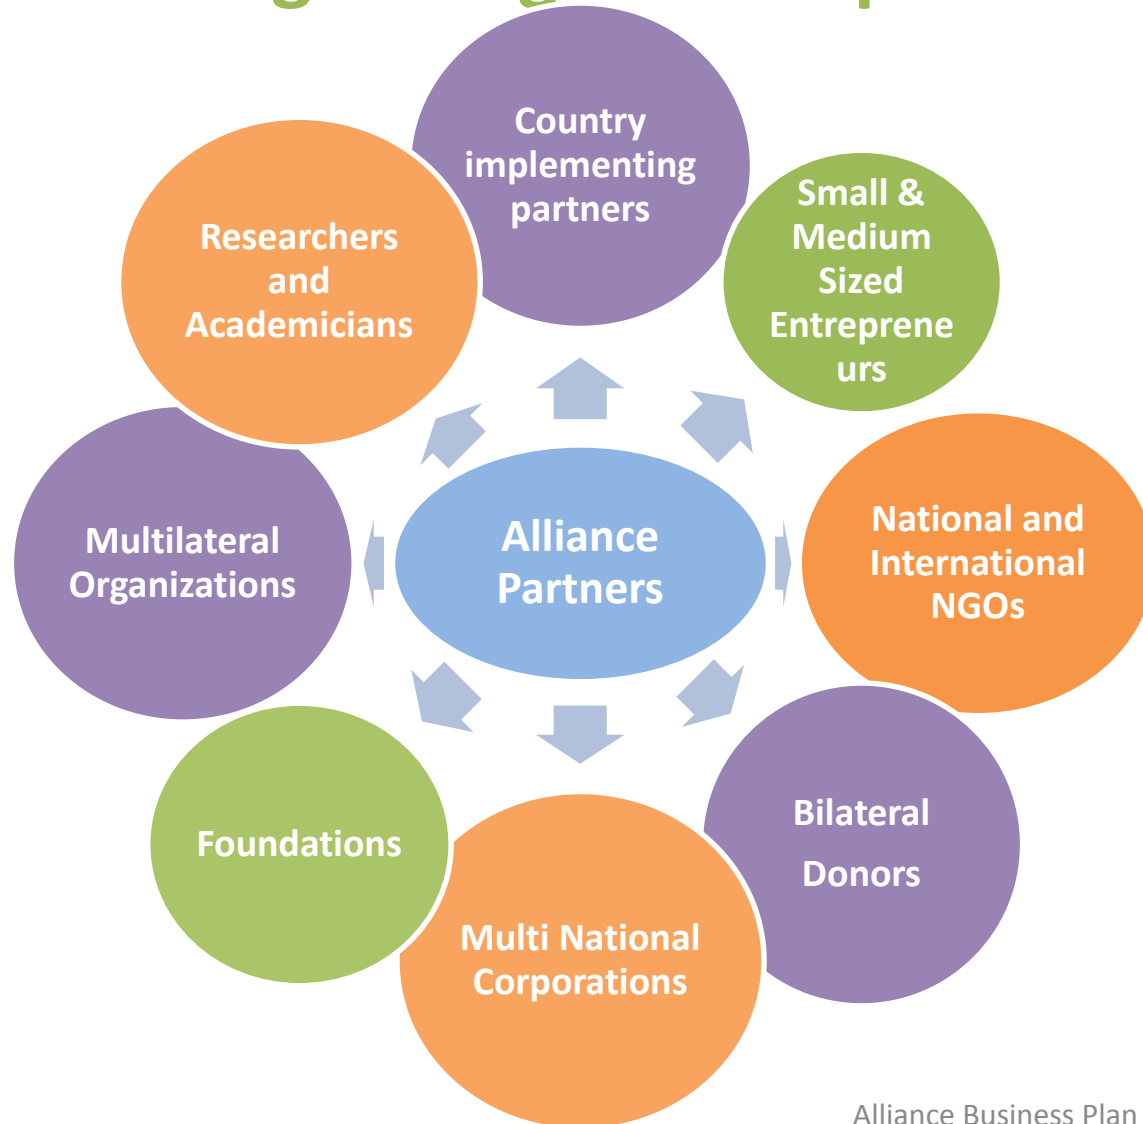 Country
implementing
partners
Small &
Medium
Sized
Entreprene
urs
Researchers
and
Academicians
National and
International
NGOs
Alliance
Partners
Multilateral
Organizations
Bilateral
Donors
Foundations
Multi National
Corporations
Alliance Business Plan